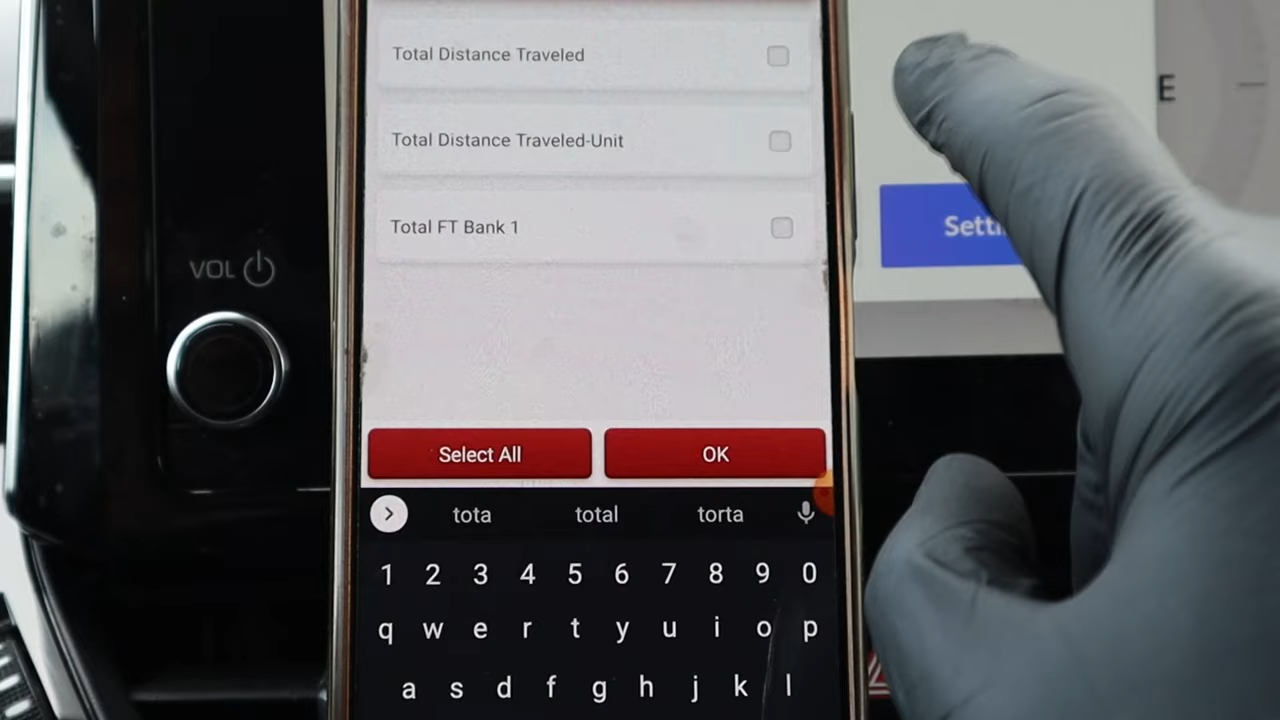 Total Distance Traveled
E
Total Distance Traveled-Unit
Total FT Bank 1
VOL
Select All
OK
tota
total
torta
1 2 3 4 5 6 7 8 9 0
q w e r t y u i o p
a s d f g h j k l